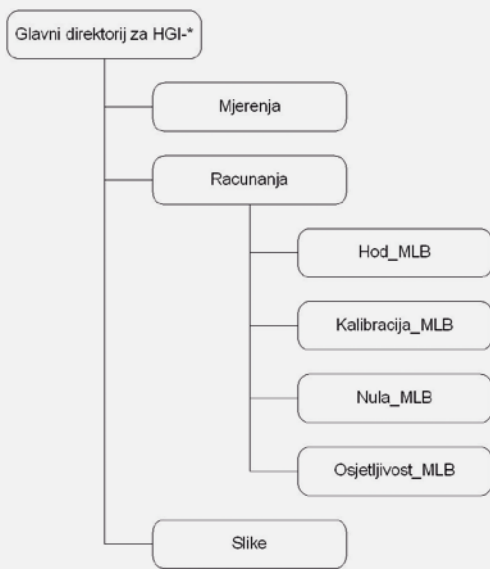 Glavni direktorij za HGI-*
Mjerenja
Racunanja
Hod_MLB
Kalibracija_MLB
Nula_MLB
Osjetljivost_MLB
Slike